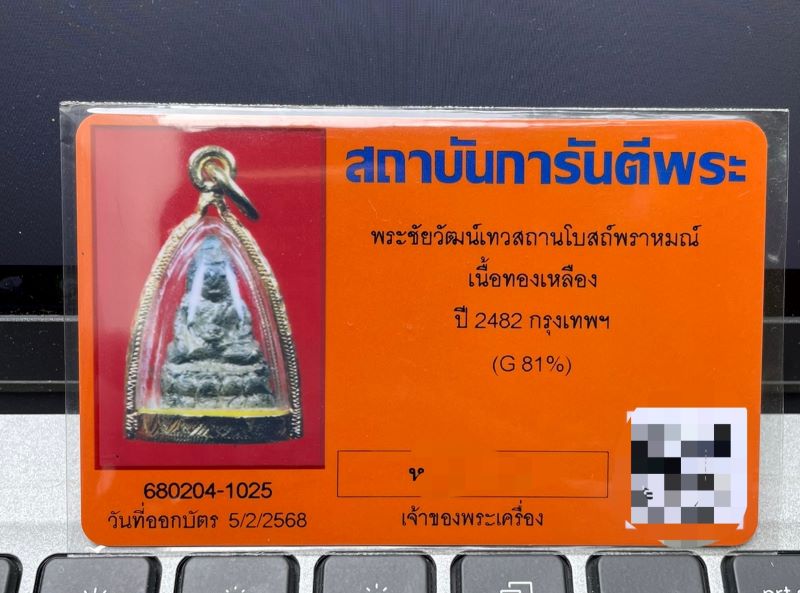 สถาบันการันตีพระ
พระชัยวัฒน์เทวสถานโบสถ์พราหมณ์
เนื้อทองเหลือง
ปี 2482 กรุงเทพฯ
(G 81%)
680204-1025
วันที่ออกบัตร 5/2/2568
ห
เจ้าของพระเครื่อง